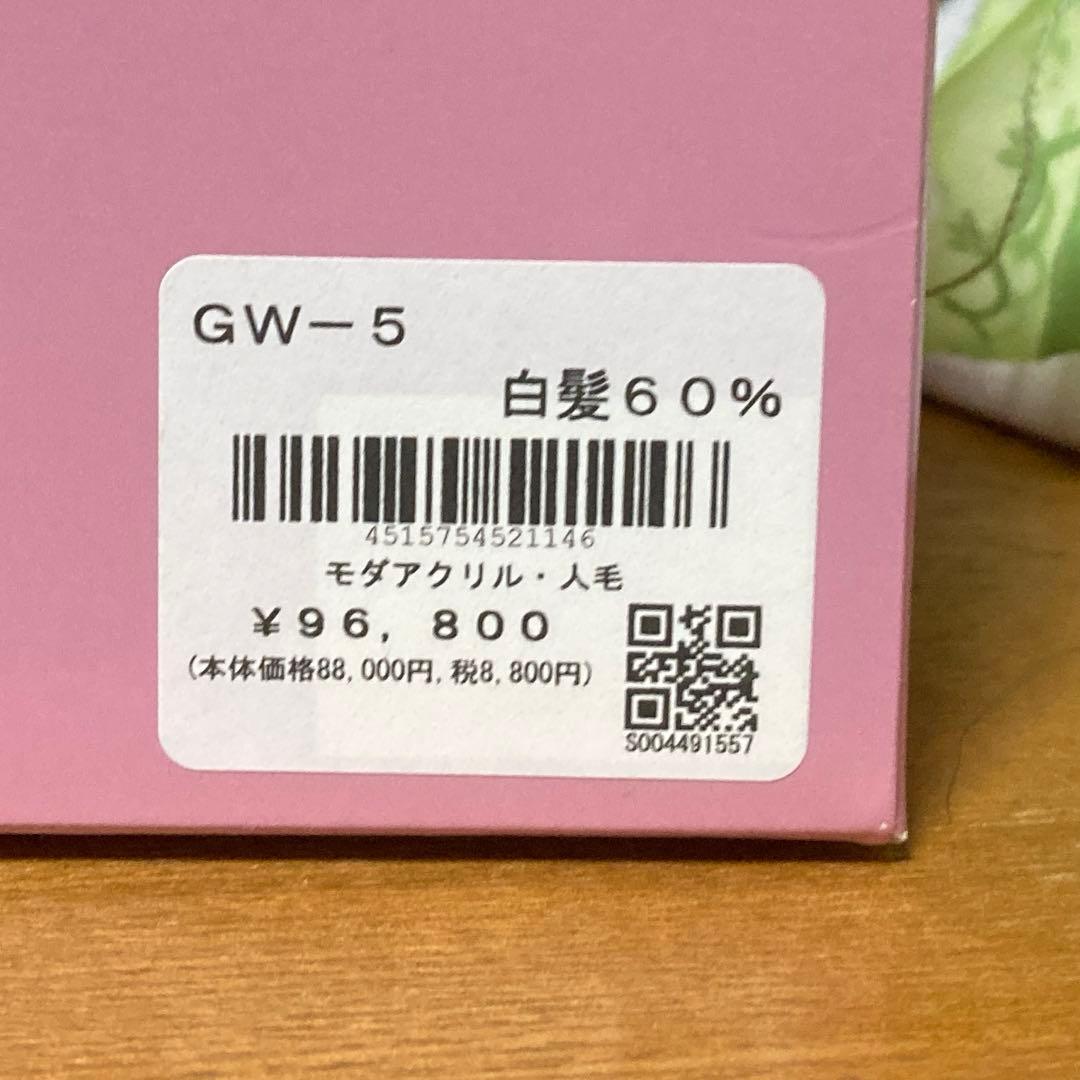 GW－5
白髪60%
4515754521146
モダアクリル・人毛
￥96,800
(本体価格88,000円,税8,800円)
S004491557